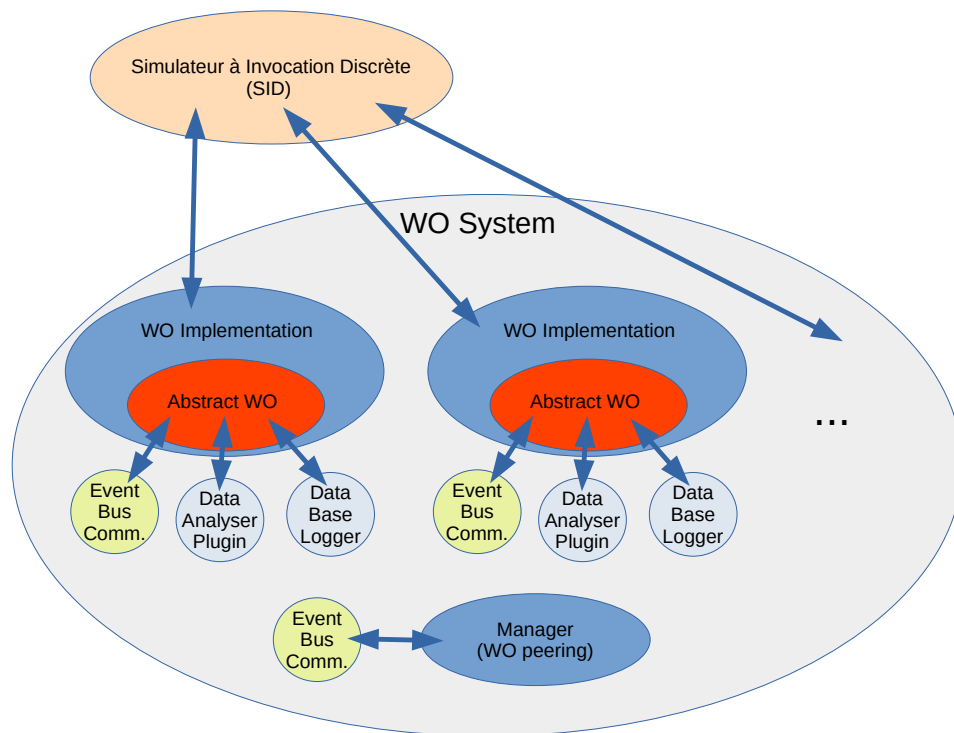 Simulateur à Invocation Discrète
(SID)
WO System
WO Implementation
Abstract WO
Event
Bus
Comm.
Data
Analyser
Plugin
Data
Base
Logger
WO Implementation
Abstract WO
Event
Bus
Comm.
Data
Analyser
Plugin
Data
Base
Logger
...
Event
Bus
Comm.
Manager
(WO peering)